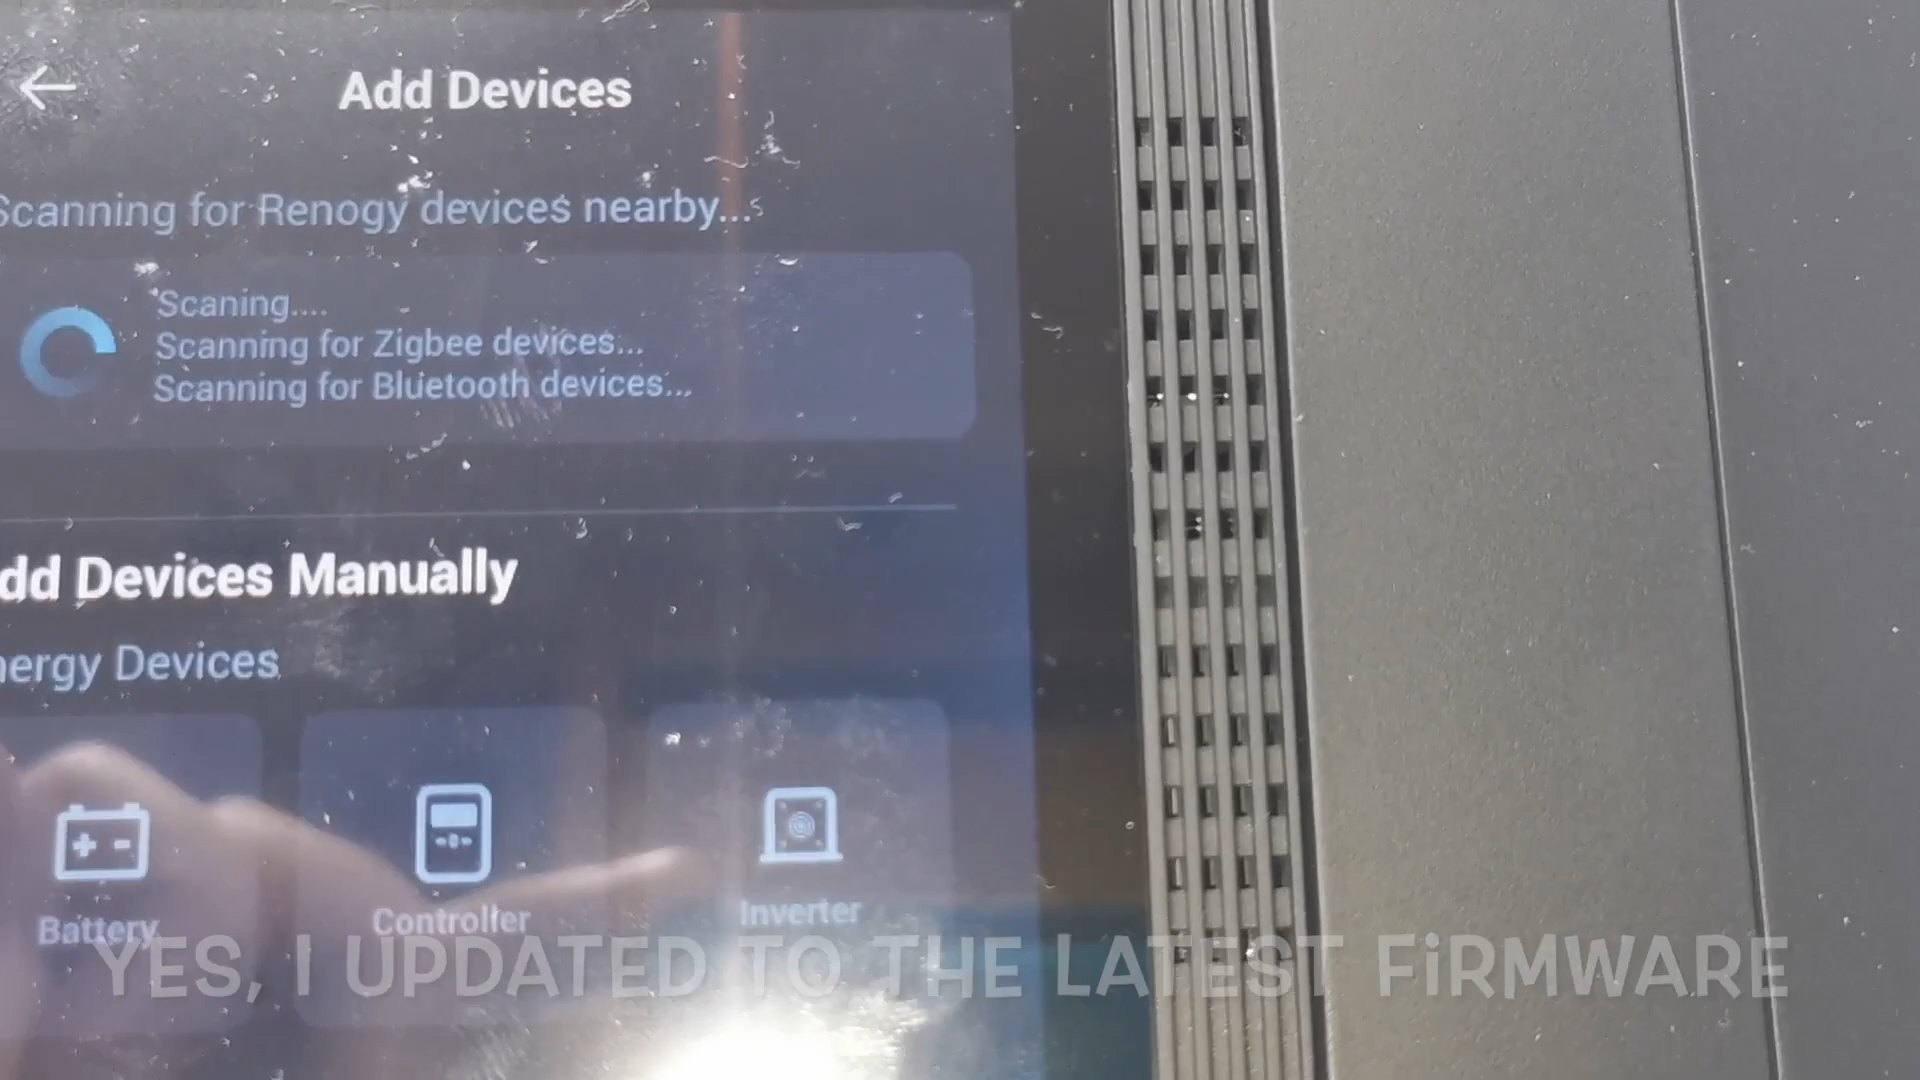 Add Devices
Scanning for Renogy devices nearby...
Scaning....
Scanning for Zigbee devices...
Scanning for Bluetooth devices...
dd Devices Manually
nergy Devices
Battery
Controller
Inverter
YES, I UPDATED TO THE LATEST FiRMWARE